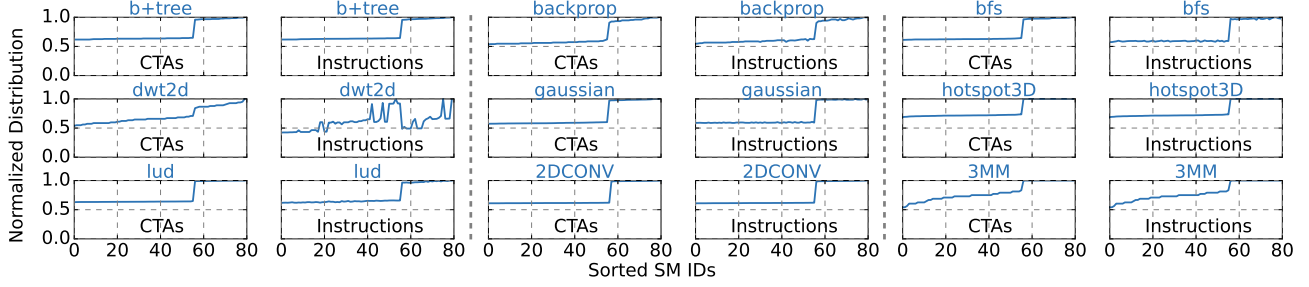 Normalized Distribution
b+tree b+tree backprop backprop bfs bfs
1.0
0.5
0.0
CTAs Instructions CTAs Instructions CTAs Instructions
dwt2d dwt2d gaussian gaussian hotspot3D hotspot3D
1.0
0.5
0.0
CTAs Instructions CTAs Instructions CTAs Instructions
lud lud 2DCONV 2DCONV 3MM 3MM
1.0
0.5
0.0
CTAs Instructions CTAs Instructions CTAs Instructions
0 20 40 60 80 0 20 40 60 80 0 20 40 60 80 0 20 40 60 80 0 20 40 60 80 0 20 40 60 80
Sorted SM IDs